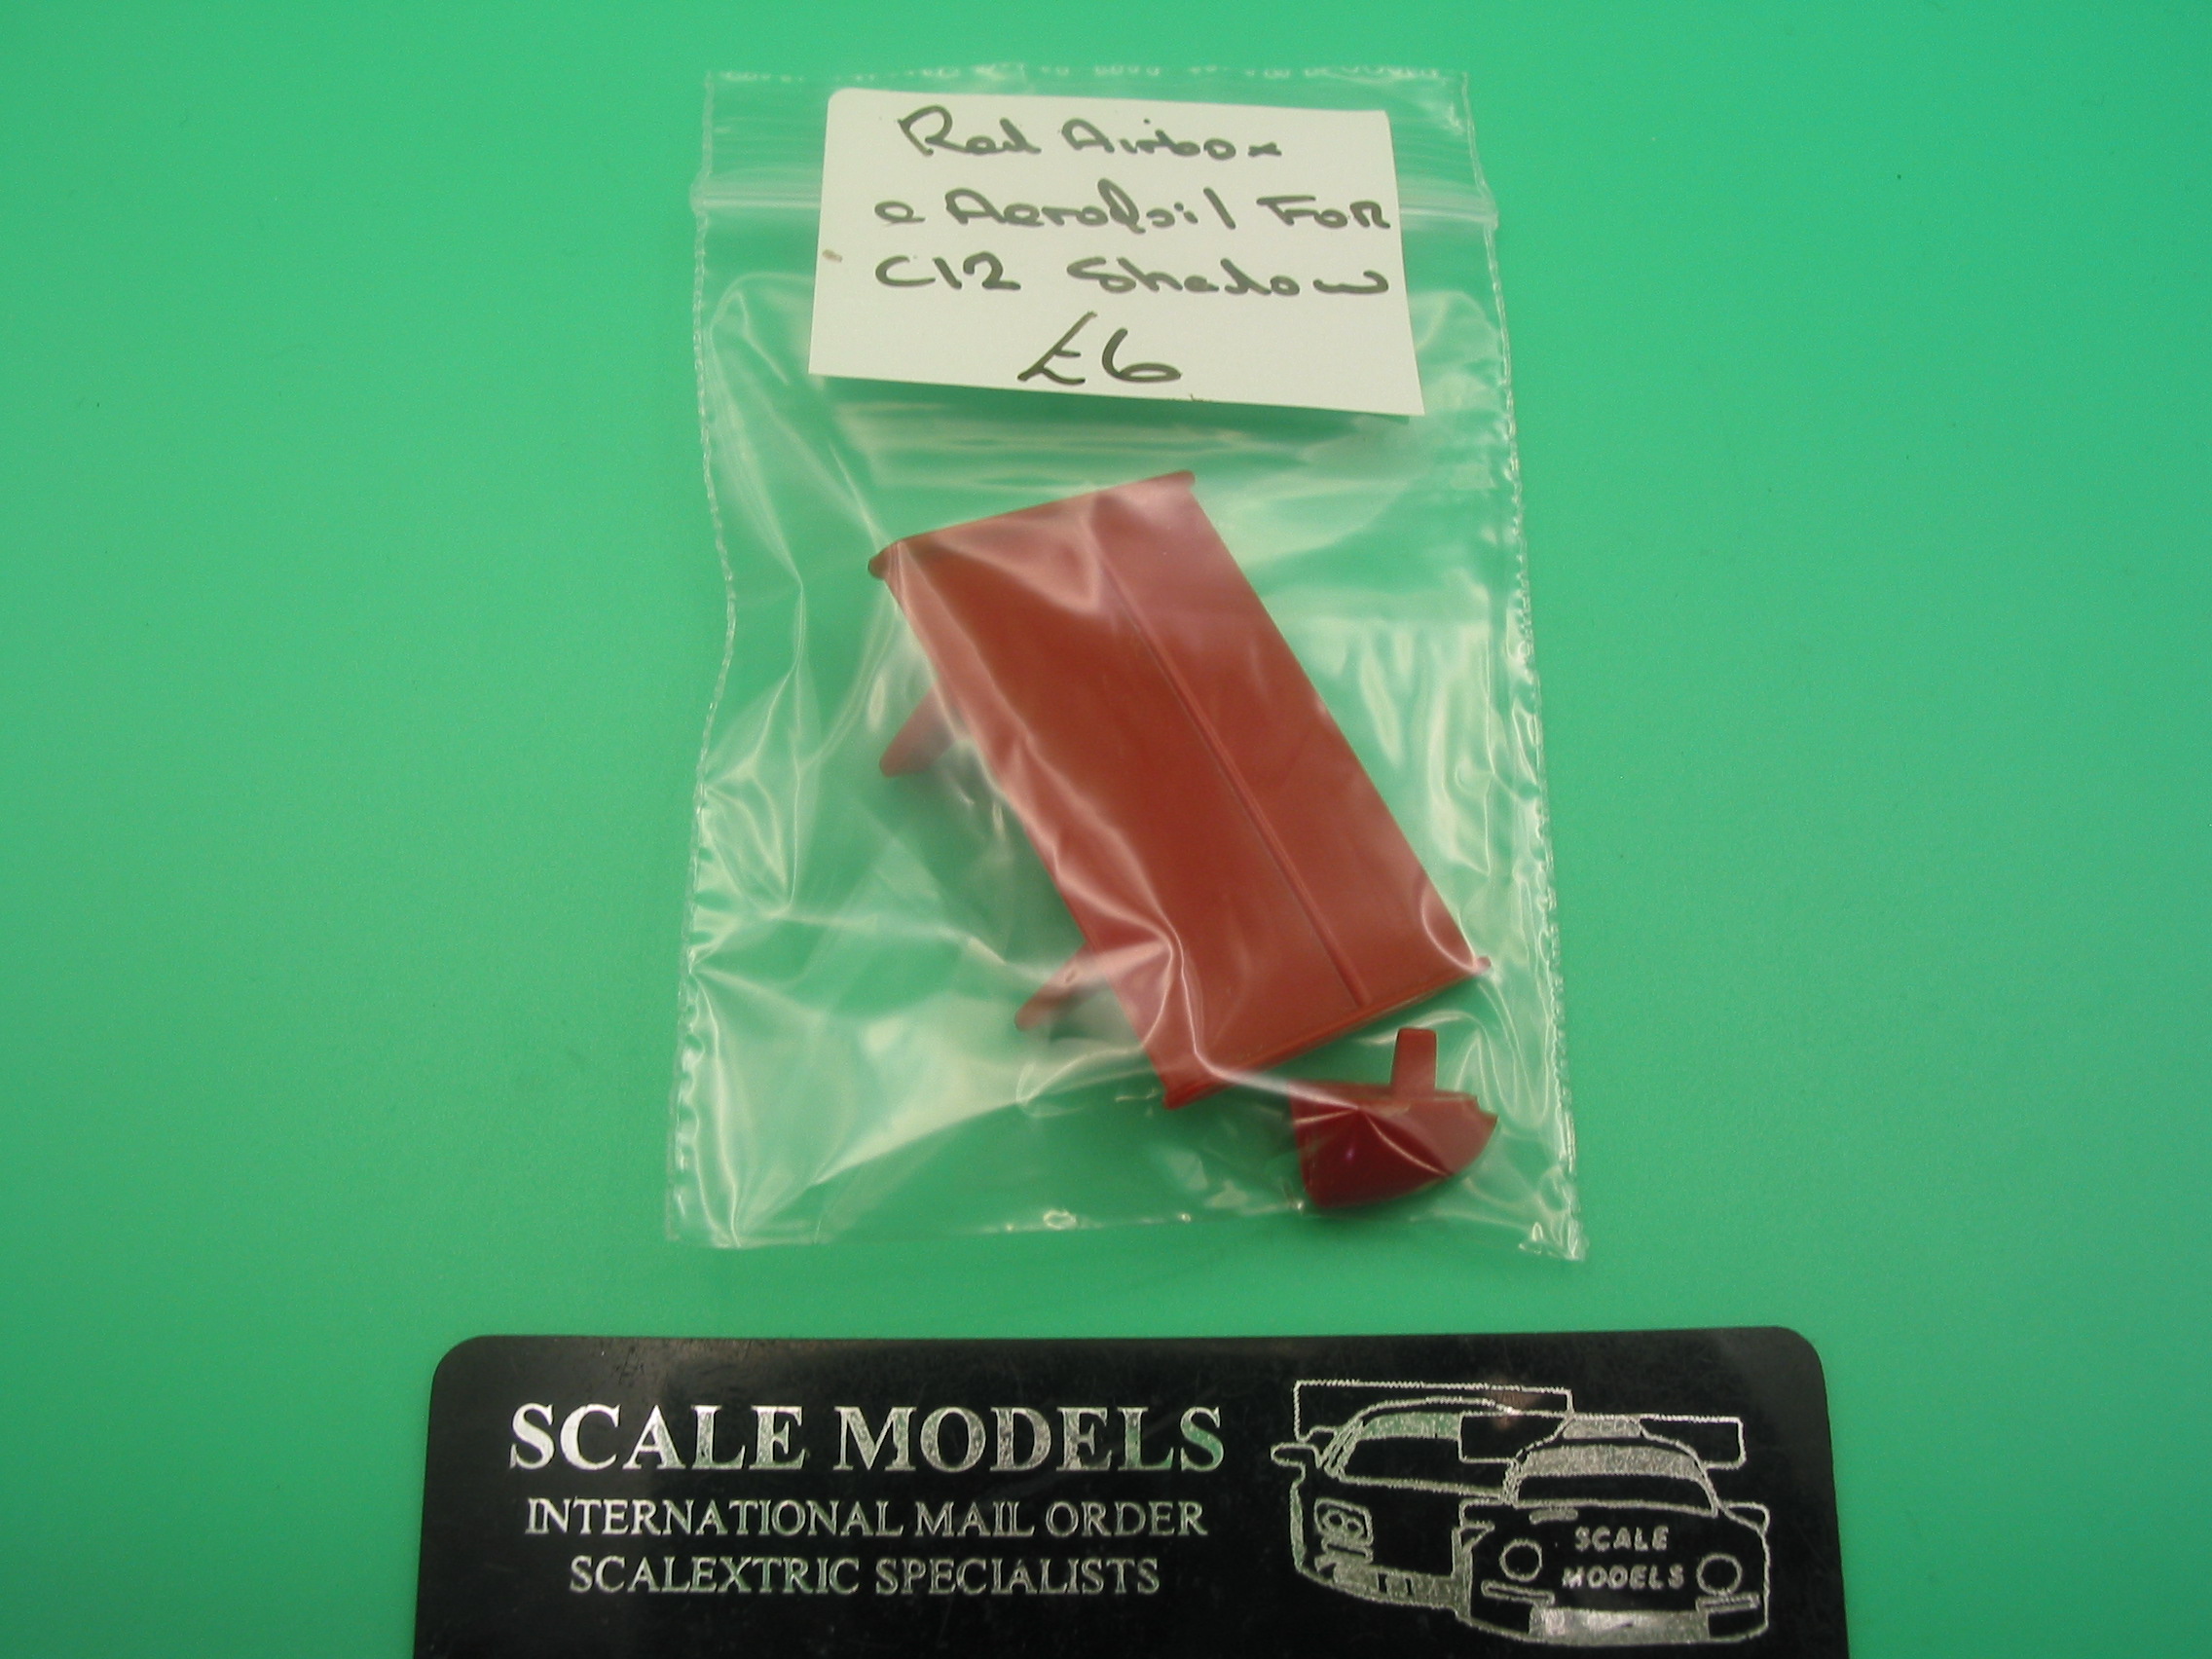 Red Airbox
e Aerofoil FOR
C12 Shadow
£6
SCALE MODELS
INTERNATIONAL MAIL ORDER
SCALEXTRIC SPECIALISTS
SCALE
MODELS